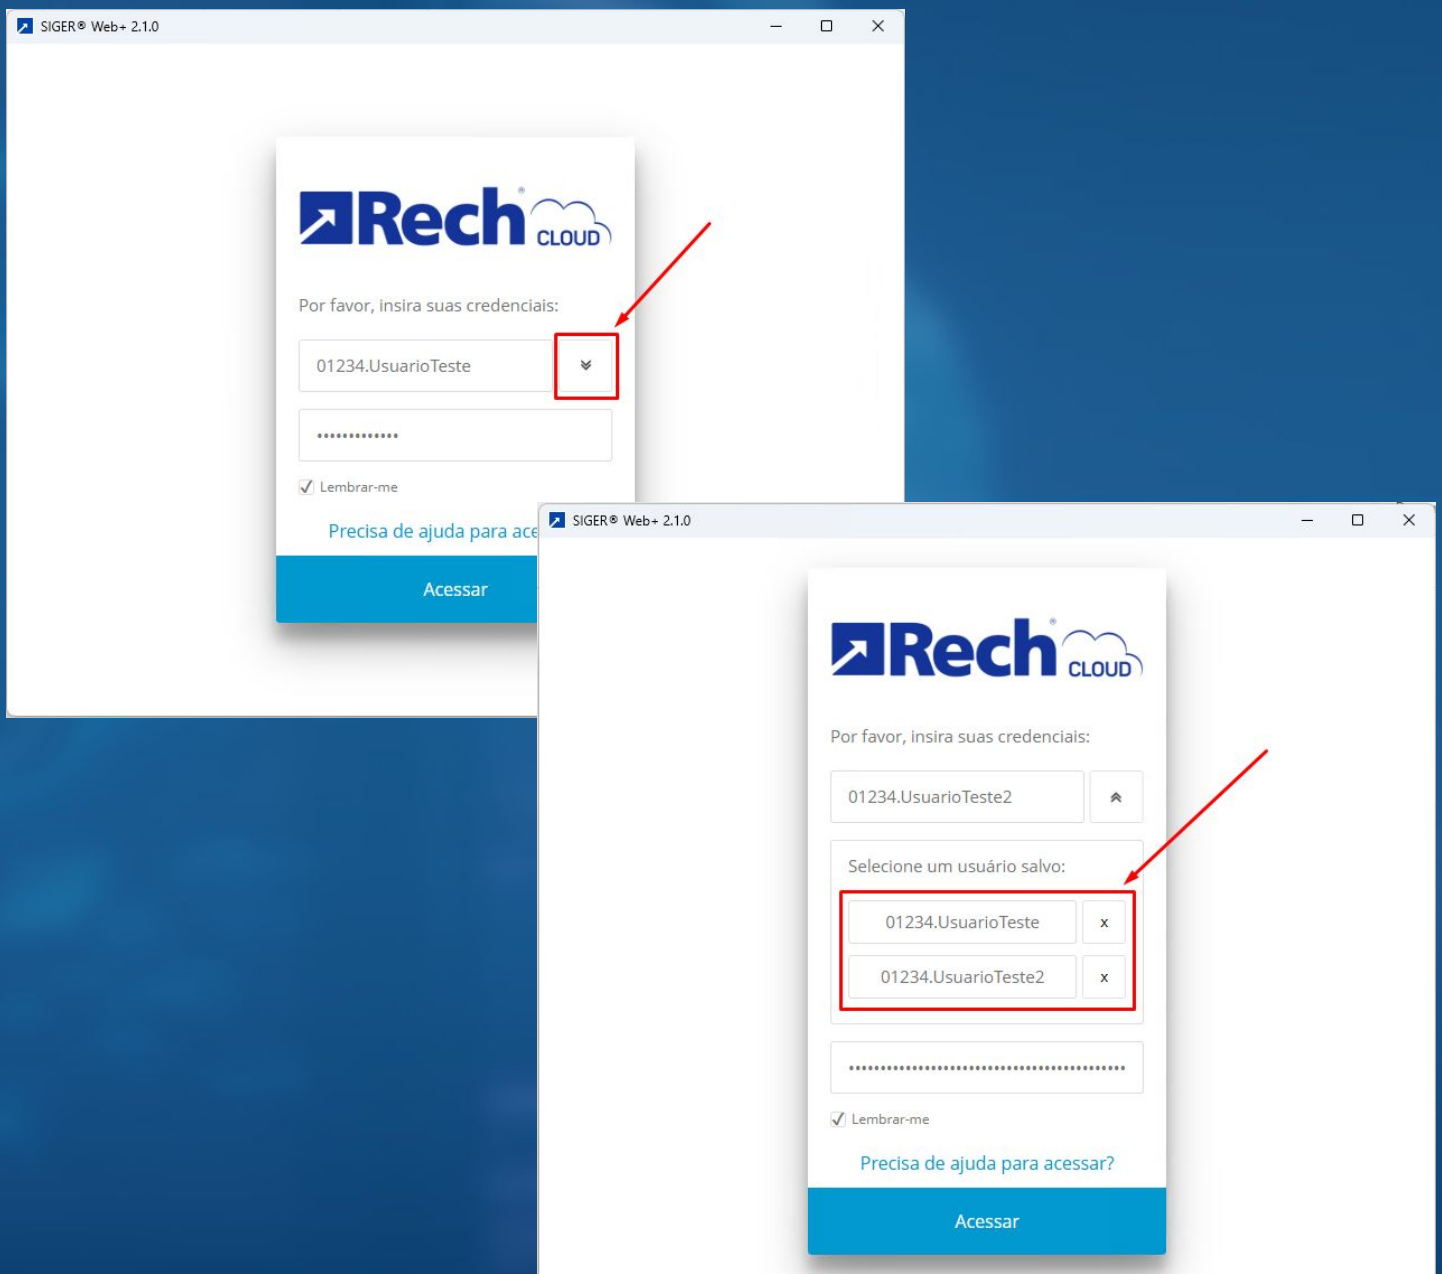 SIGER® Web+ 2.1.0
Rech®
CLOUD
Por favor, insira suas credenciais:
01234.UsuarioTeste
•••••••••••••
Lembrar-me
Precisa de ajuda para ace
Acessar
SIGER® Web+ 2.1.0
Rech®
CLOUD
Por favor, insira suas credenciais:
01234.UsuarioTeste2
Selecione um usuário salvo:
01234.UsuarioTeste x
01234.UsuarioTeste2 x
Lembrar-me
Precisa de ajuda para acessar?
Acessar